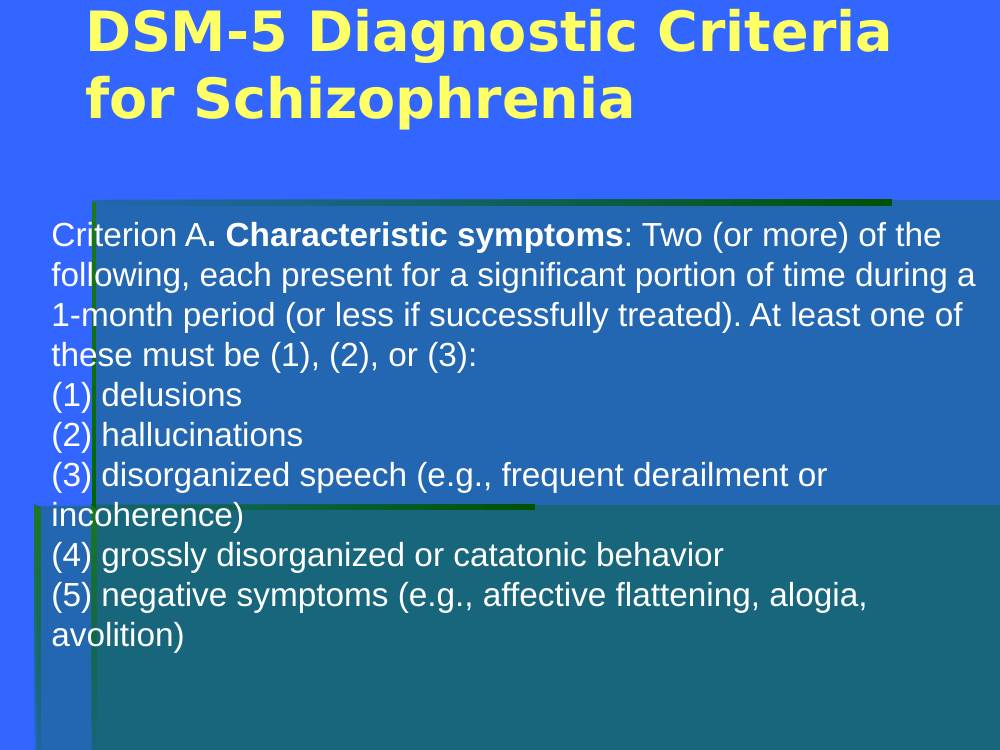 DSM-5 Diagnostic Criteria
for Schizophrenia
Criterion A. Characteristic symptoms: Two (or more) of the
following, each present for a significant portion of time during a
1-month period (or less if successfully treated). At least one of
these must be (1), (2), or (3):
(1) delusions
(2) hallucinations
(3) disorganized speech (e.g., frequent derailment or
incoherence)
(4) grossly disorganized or catatonic behavior
(5) negative symptoms (e.g., affective flattening, alogia,
avolition)